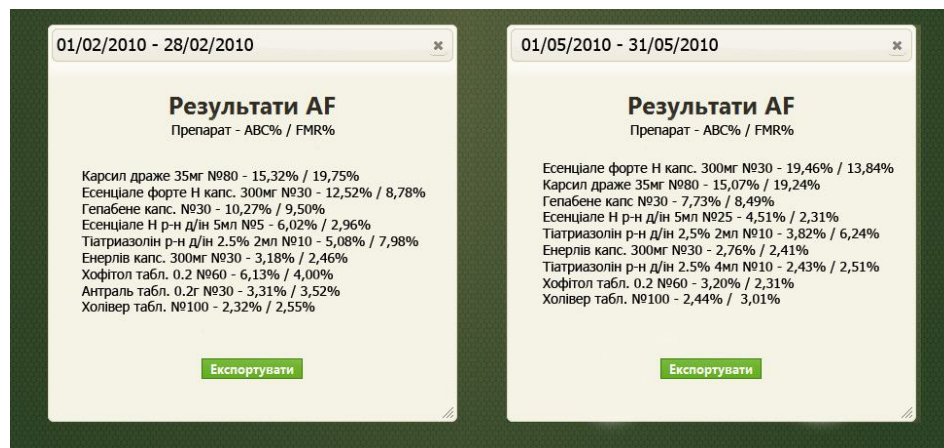 01/02/2010 - 28/02/2010
Результати AF
Препарат - ABC% / FMR%
Карсил драже 35мг №80 - 15,32% / 19,75%
Есенціале форте Н капс. 300мг №30 - 12,52% / 8,78%
Гепабене капс. №30 - 10,27% / 9,50%
Есенціале Н р-н д/ін 5мл №5 - 6,02% / 2,96%
Тіатриазолін р-н д/ін 2.5% 2мл №10 - 5,08% / 7,98%
Енерлів капс. 300мг №30 - 3,18% / 2,46%
Хофітол табл. 0.2 №60 - 6,13% / 4,00%
Антраль табл. 0.2г №30 - 3,31% / 3,52%
Холівер табл. №100 - 2,32% / 2,55%
Експортувати
01/05/2010 - 31/05/2010
Результати AF
Препарат - ABC% / FMR%
Есенціале форте Н капс. 300мг №30 - 19,46% / 13,84%
Карсил драже 35мг №80 - 15,07% / 19,24%
Гепабене капс №30 - 7,73% / 8,49%
Есенціале Н р-н д/ін 5мл №25 - 4,51% / 2,31%
Тіатриазолін р-н д/ін 2,5% 2мл №10 - 3,82% / 6,24%
Енерлів капс. 300мг №30 - 2,76% / 2,41%
Тіатриазолін р-н д/ін 2.5% 4мл №10 - 2,43% / 2,51%
Хофітол табл. 0.2 №60 - 3,20% / 2,31%
Холівер табл. №100 - 2,44% / 3,01%
Експортувати